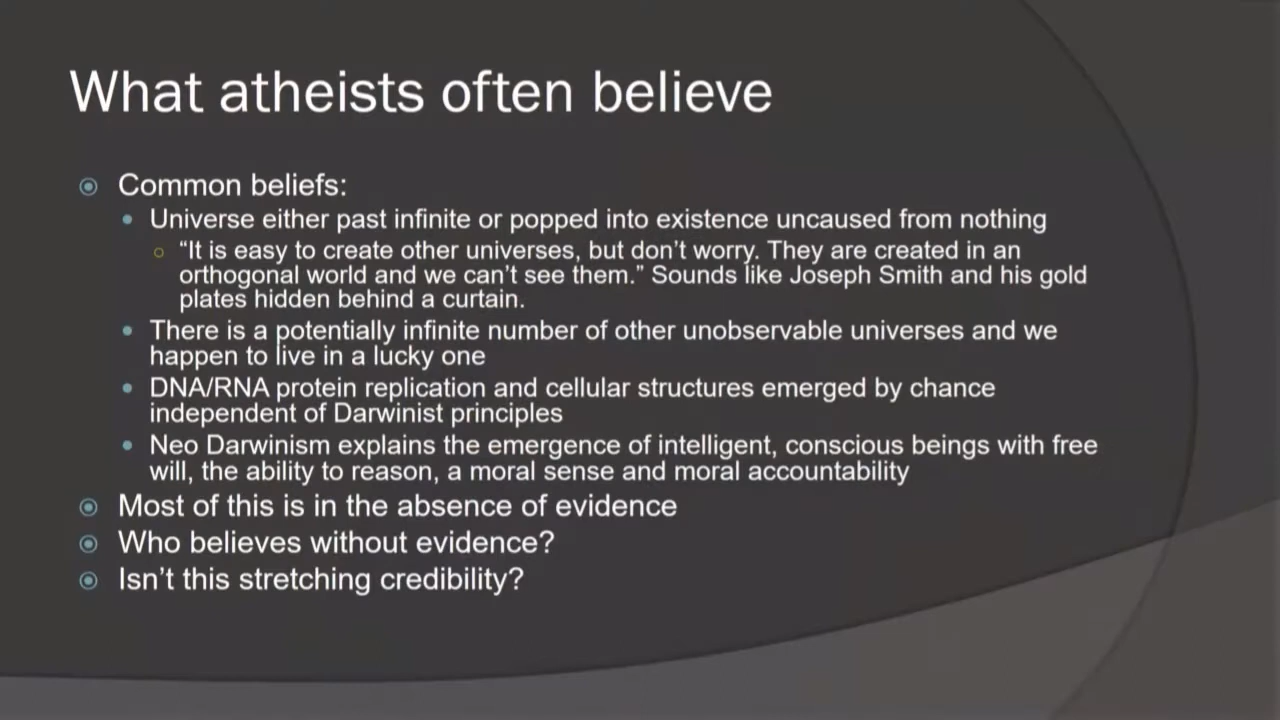 What atheists often believe
Common beliefs:
Universe either past infinite or popped into existence uncaused from nothing
“It is easy to create other universes, but don’t worry. They are created in an
orthogonal world and we can’t see them.” Sounds like Joseph Smith and his gold
plates hidden behind a curtain.
There is a potentially infinite number of other unobservable universes and we
happen to live in a lucky one
DNA/RNA protein replication and cellular structures emerged by chance
independent of Darwinist principles
Neo Darwinism explains the emergence of intelligent, conscious beings with free
will, the ability to reason, a moral sense and moral accountability
Most of this is in the absence of evidence
Who believes without evidence?
Isn’t this stretching credibility?